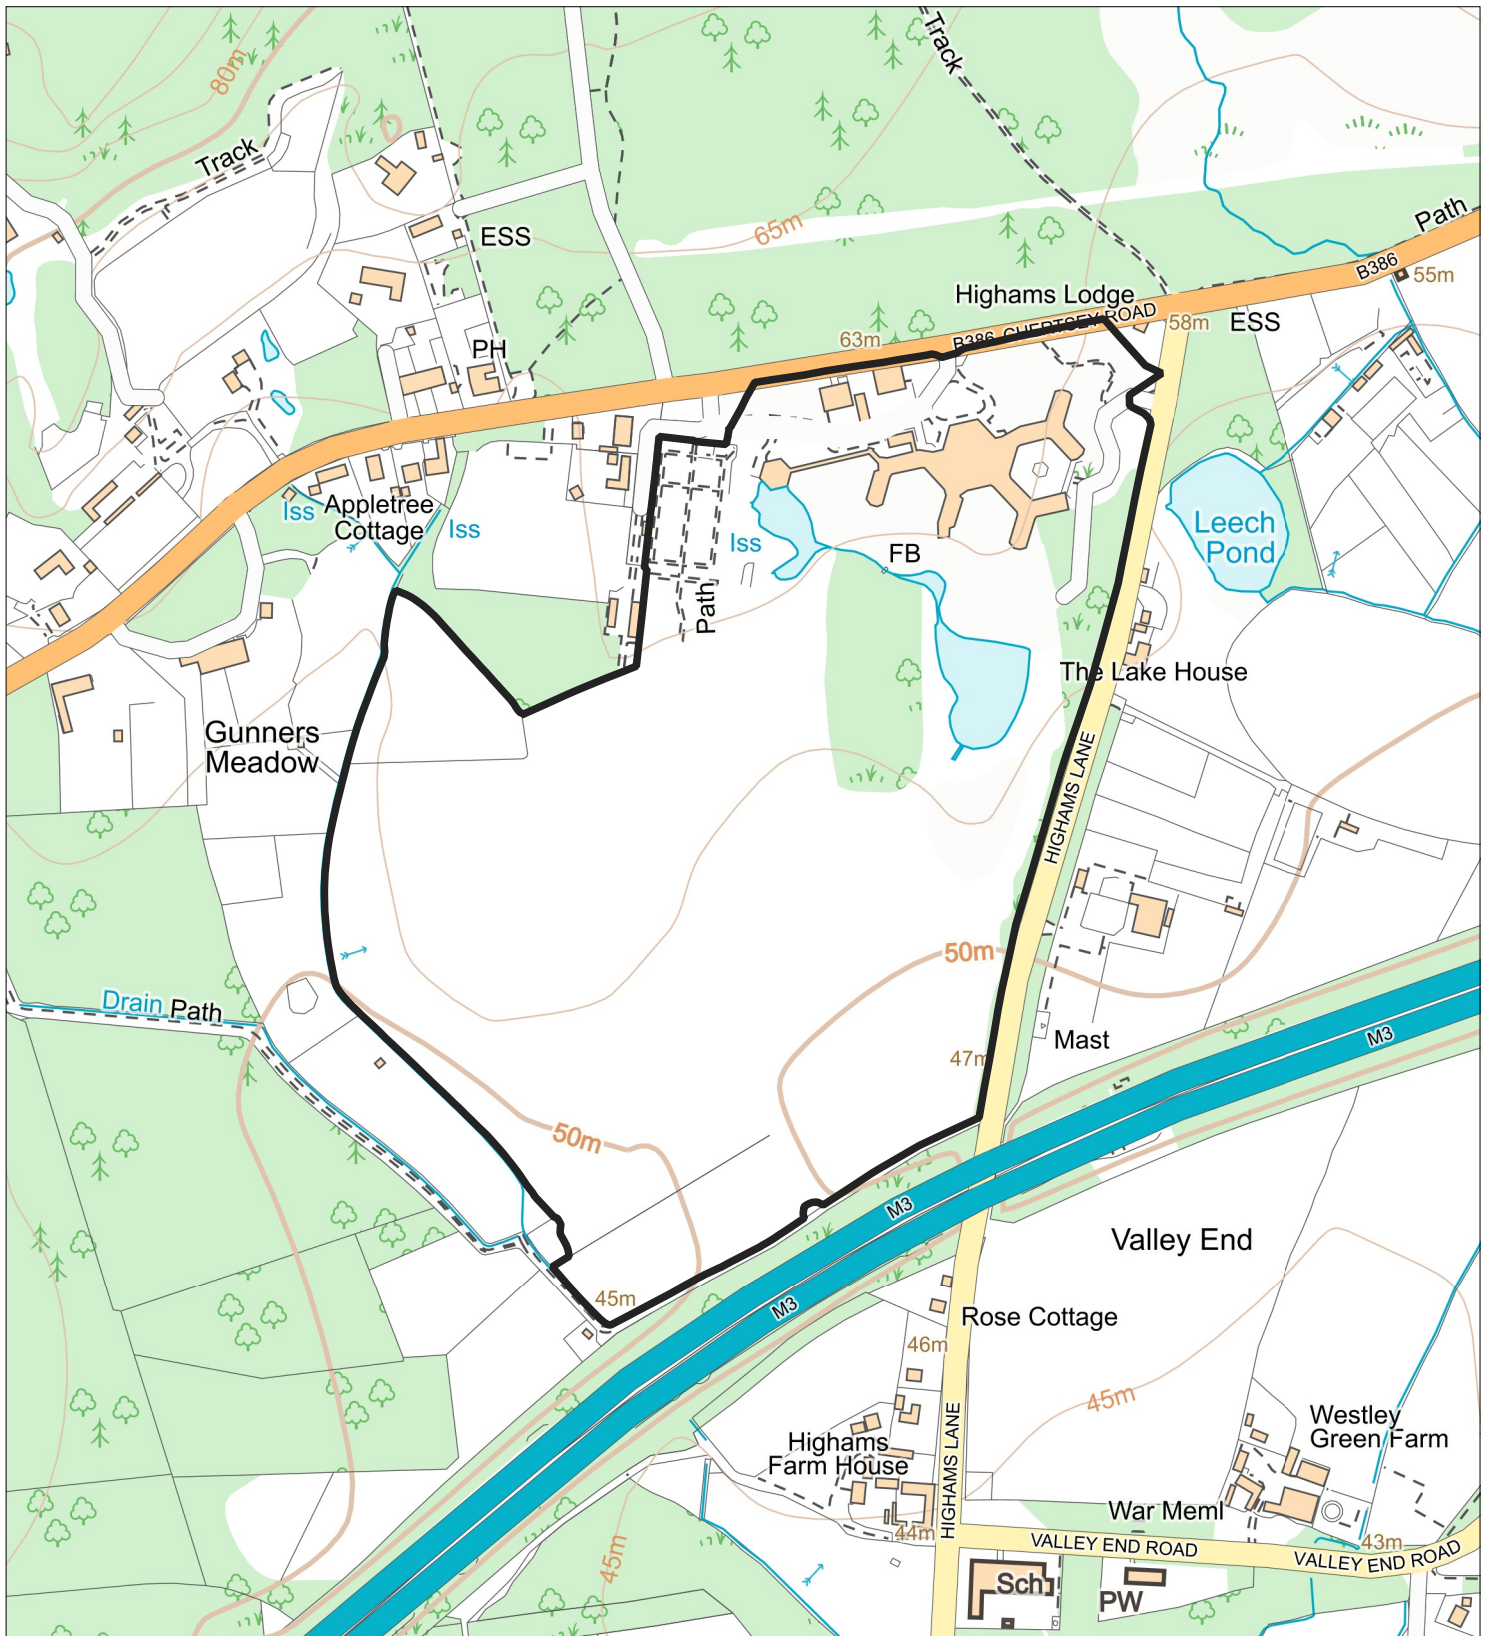 Track
80m
Track
65m
Path
B386
55m
ESS
Highams Lodge
B386 CHERTSEY ROAD
58m
ESS
63m
PH
Appletree
Cottage
Iss
Iss
Iss
FB
Leech
Pond
Path
The Lake House
Gunners
Meadow
HIGHAMS LANE
50m
Drain Path
Mast
M3
47m
50m
M3
Valley End
45m
M3
Rose Cottage
46m
45m
Westley
Green Farm
Highams
Farm House
HIGHAMS LANE
War Meml
44m
VALLEY END ROAD
43m
VALLEY END ROAD
45m
Sch
PW